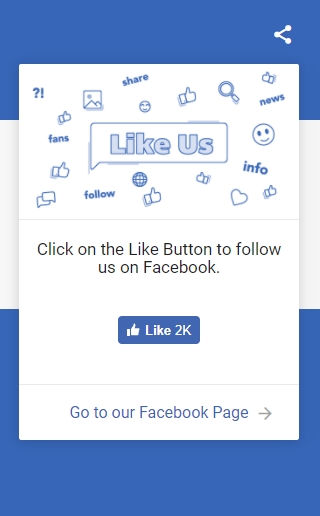 share
?!
news
fans
Like Us
info
follow
Click on the Like Button to follow
us on Facebook.
Like 2K
Go to our Facebook Page